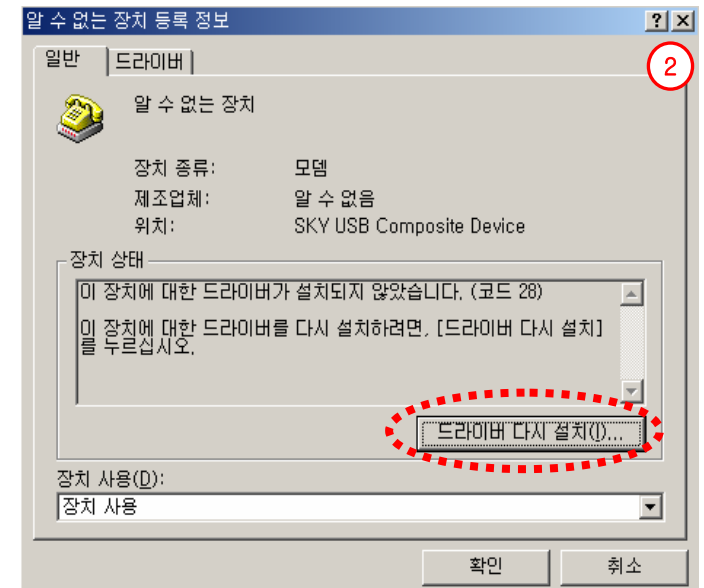 알 수 없는 장치 등록 정보
일반
드라이버
2
알 수 없는 장치
장치 종류: 모뎀
제조업체: 알 수 없음
위치: SKY USB Composite Device
장치 상태
이 장치에 대한 드라이버가 설치되지 않았습니다. (코드 28)
이 장치에 대한 드라이버를 다시 설치하려면, [드라이버 다시 설치]
를 누르십시오.
드라이버 다시 설치(I)...
장치 사용(D):
장치 사용
확인
취소